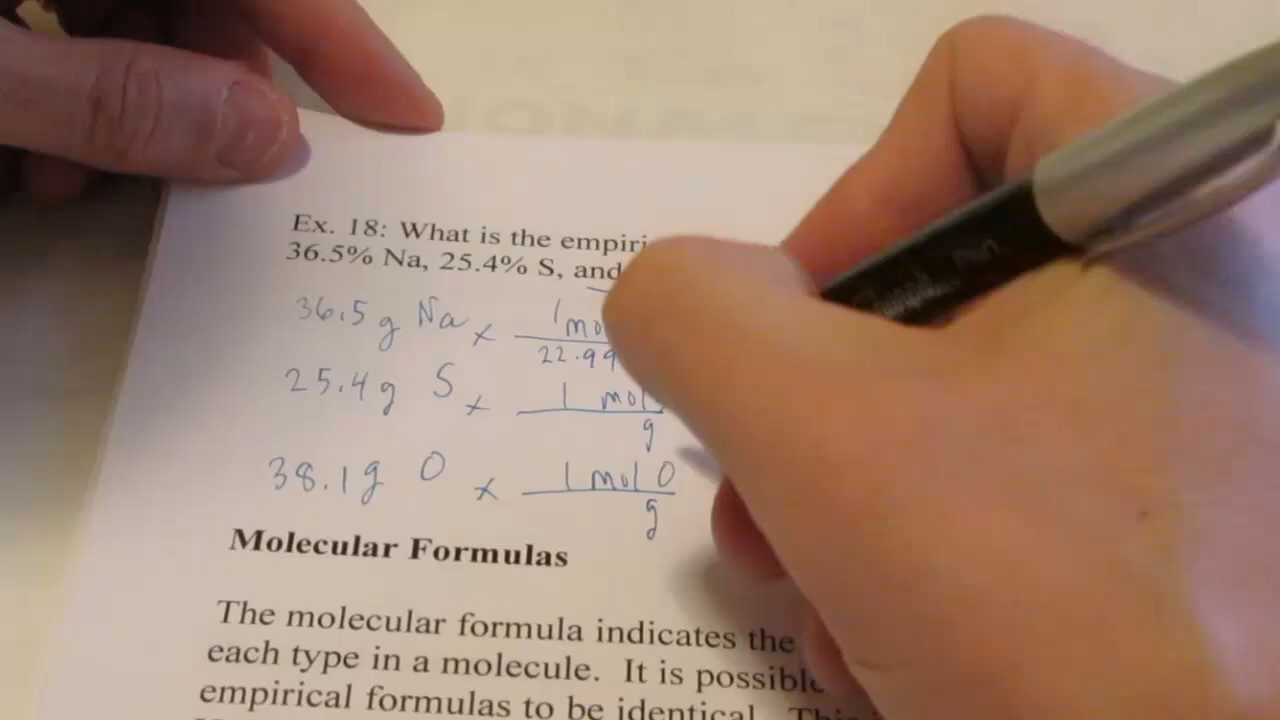 Ex. 18: What is the empiri
36.5% Na, 25.4% S, and
36.5 g Na x 1 mo
22.99
25.4 g S x 1 mol
g
38.1 g O x 1 mol O
g
Molecular Formulas
The molecular formula indicates the
each type in a molecule. It is possible
empirical formulas to be identical. This